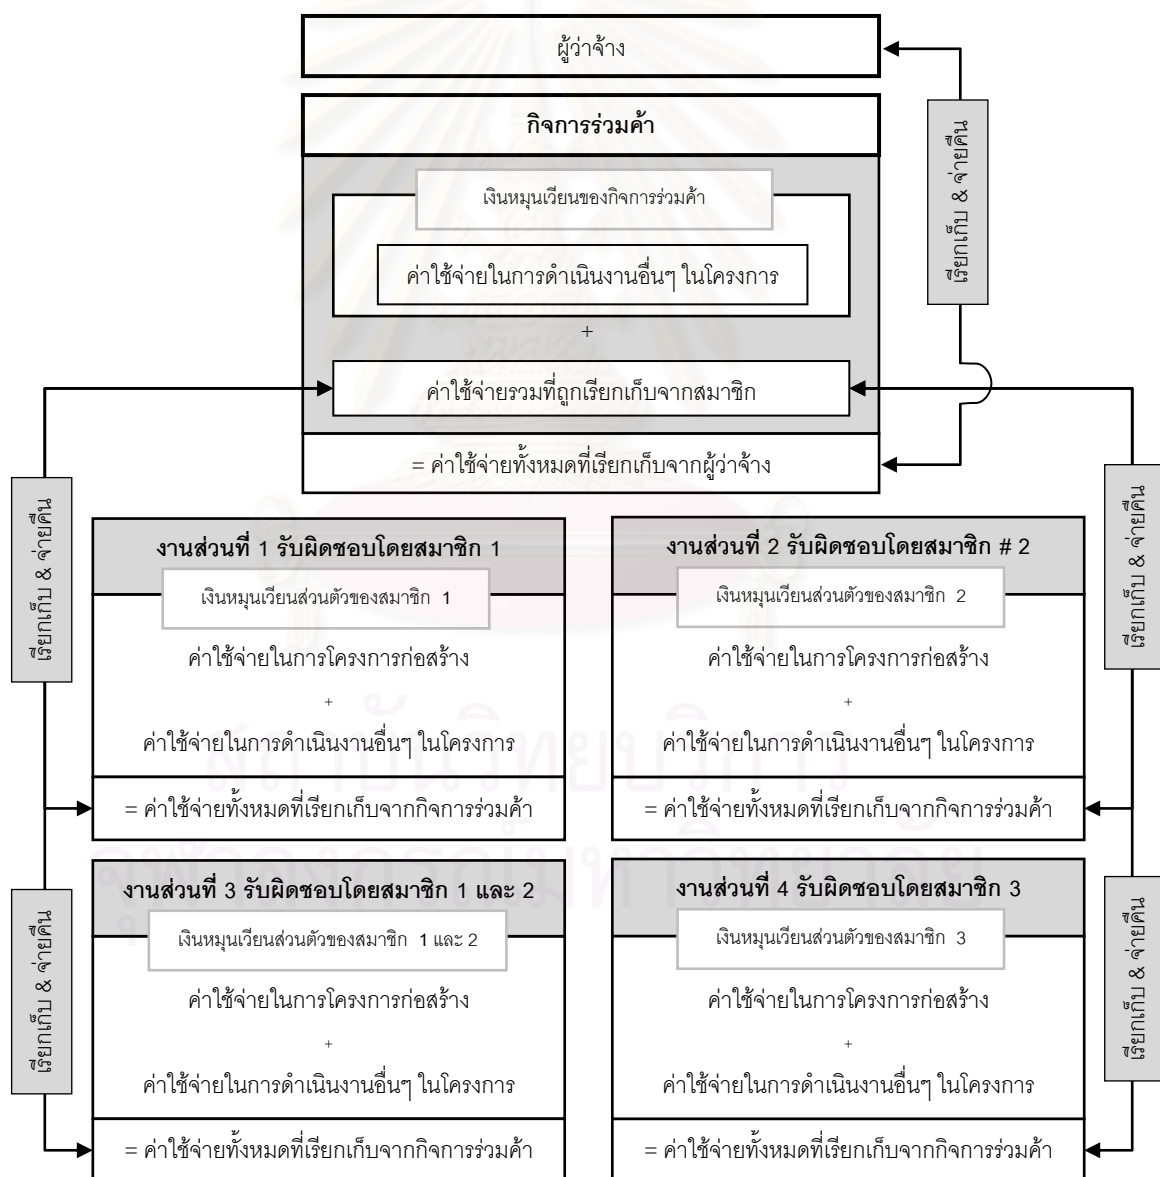 ผู้ว่าจ้าง
กิจการร่วมค้า
เงินหมุนเวียนของกิจการร่วมค้า
ค่าใช้จ่ายในการดำเนินงานอื่นๆ ในโครงการ
+
ค่าใช้จ่ายรวมที่ถูกเรียกเก็บจากสมาชิก
= ค่าใช้จ่ายทั้งหมดที่เรียกเก็บจากผู้ว่าจ้าง
เรียกเก็บ & จ่ายคืน
เรียกเก็บ & จ่ายคืน
เรียกเก็บ & จ่ายคืน
งานส่วนที่ 1 รับผิดชอบโดยสมาชิก 1
เงินหมุนเวียนส่วนตัวของสมาชิก 1
ค่าใช้จ่ายในการโครงการก่อสร้าง
+
ค่าใช้จ่ายในการดำเนินงานอื่นๆ ในโครงการ
= ค่าใช้จ่ายทั้งหมดที่เรียกเก็บจากกิจการร่วมค้า
งานส่วนที่ 2 รับผิดชอบโดยสมาชิก # 2
เงินหมุนเวียนส่วนตัวของสมาชิก 2
ค่าใช้จ่ายในการโครงการก่อสร้าง
+
ค่าใช้จ่ายในการดำเนินงานอื่นๆ ในโครงการ
= ค่าใช้จ่ายทั้งหมดที่เรียกเก็บจากกิจการร่วมค้า
สถาบันวิทยบริการ
จุฬาลงกรณ์มหาวิทยาลัย
เรียกเก็บ & จ่ายคืน
เรียกเก็บ & จ่ายคืน
งานส่วนที่ 3 รับผิดชอบโดยสมาชิก 1 และ 2
เงินหมุนเวียนส่วนตัวของสมาชิก 1 และ 2
ค่าใช้จ่ายในการโครงการก่อสร้าง
+
ค่าใช้จ่ายในการดำเนินงานอื่นๆ ในโครงการ
= ค่าใช้จ่ายทั้งหมดที่เรียกเก็บจากกิจการร่วมค้า
งานส่วนที่ 4 รับผิดชอบโดยสมาชิก 3
เงินหมุนเวียนส่วนตัวของสมาชิก 3
ค่าใช้จ่ายในการโครงการก่อสร้าง
+
ค่าใช้จ่ายในการดำเนินงานอื่นๆ ในโครงการ
= ค่าใช้จ่ายทั้งหมดที่เรียกเก็บจากกิจการร่วมค้า